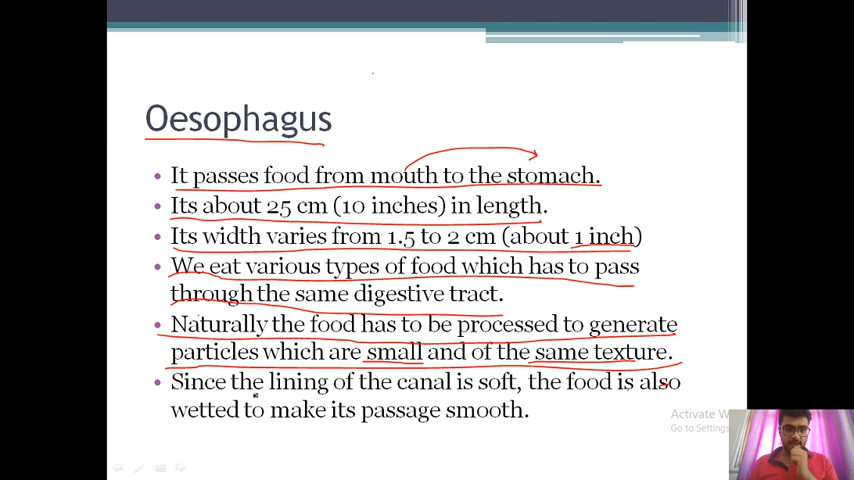 Oesophagus
• It passes food from mouth to the stomach.
• Its about 25 cm (10 inches) in length.
• Its width varies from 1.5 to 2 cm (about 1 inch)
• We eat various types of food which has to pass
through the same digestive tract.
• Naturally the food has to be processed to generate
particles which are small and of the same texture.
• Since the lining of the canal is soft, the food is also
wetted to make its passage smooth.
Activate W
Go to Settings